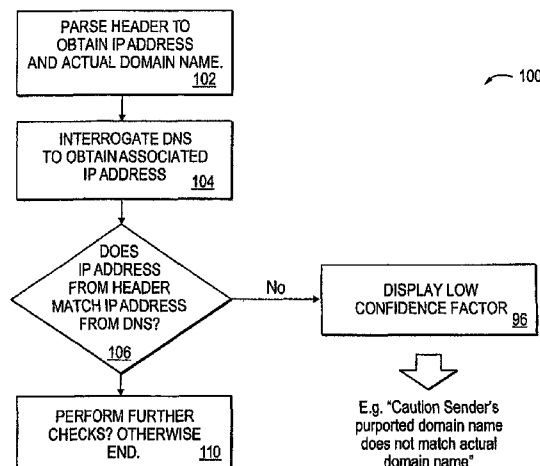 PARSE HEADER TO
OBTAIN IP ADDRESS
AND ACTUAL DOMAIN NAME.
102
100
INTERROGATE DNS
TO OBTAIN ASSOCIATED
IP ADDRESS
104
DOES
IP ADDRESS
FROM HEADER
MATCH IP ADDRESS
FROM DNS?
106
No
DISPLAY LOW
CONFIDENCE FACTOR
96
PERFORM FURTHER
CHECKS? OTHERWISE
END.
110
E.g. "Caution Sender's
purported domain name
does not match actual
domain name"